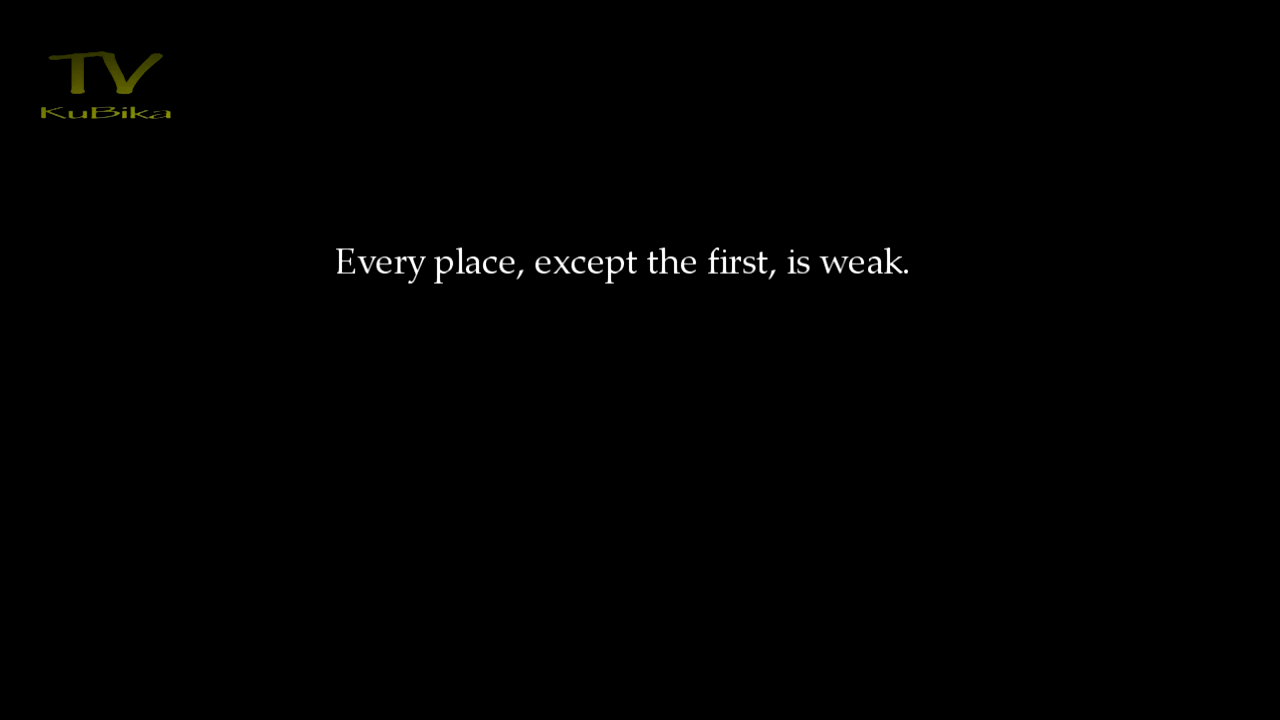 TV
KuBika
Every place, except the first, is weak.